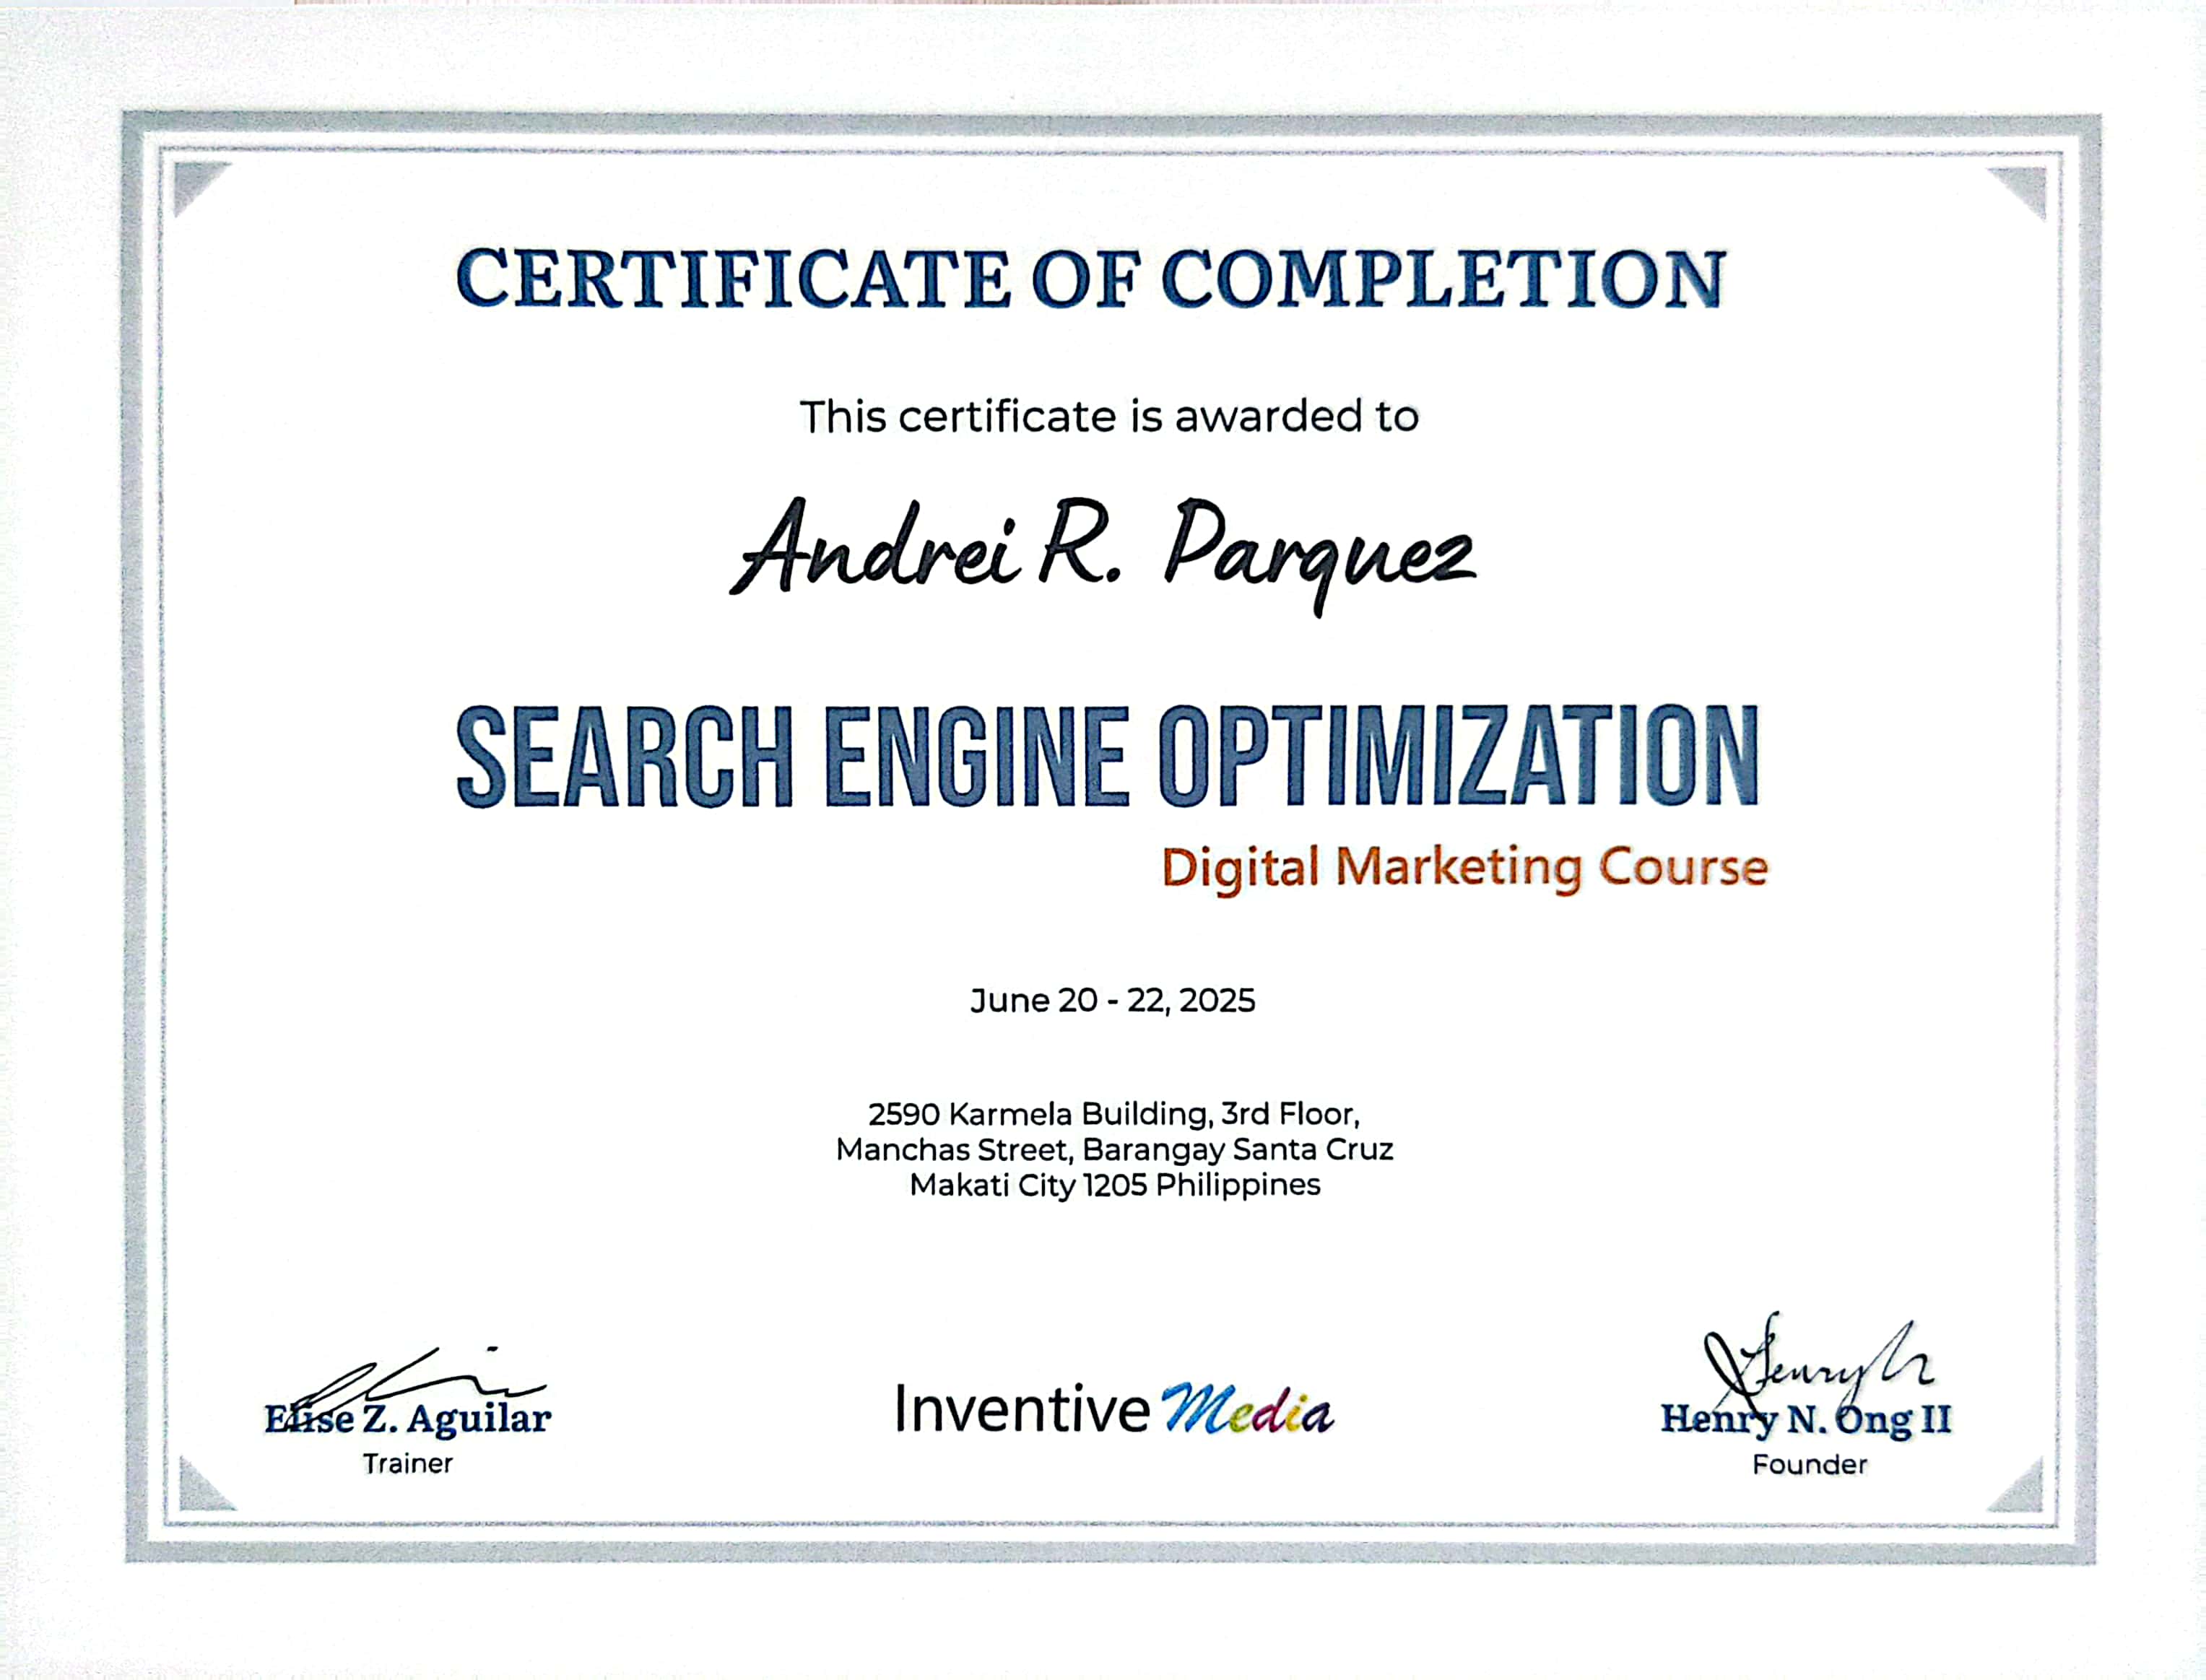 CERTIFICATE OF COMPLETION
This certificate is awarded to
Andrei R. Parquez
SEARCH ENGINE OPTIMIZATION
Digital Marketing Course
June 20 - 22, 2025
2590 Karmela Building, 3rd Floor,
Manchas Street, Barangay Santa Cruz
Makati City 1205 Philippines
Elise Z. Aguilar
Trainer
Inventive Media
Henry N. Ong II
Founder